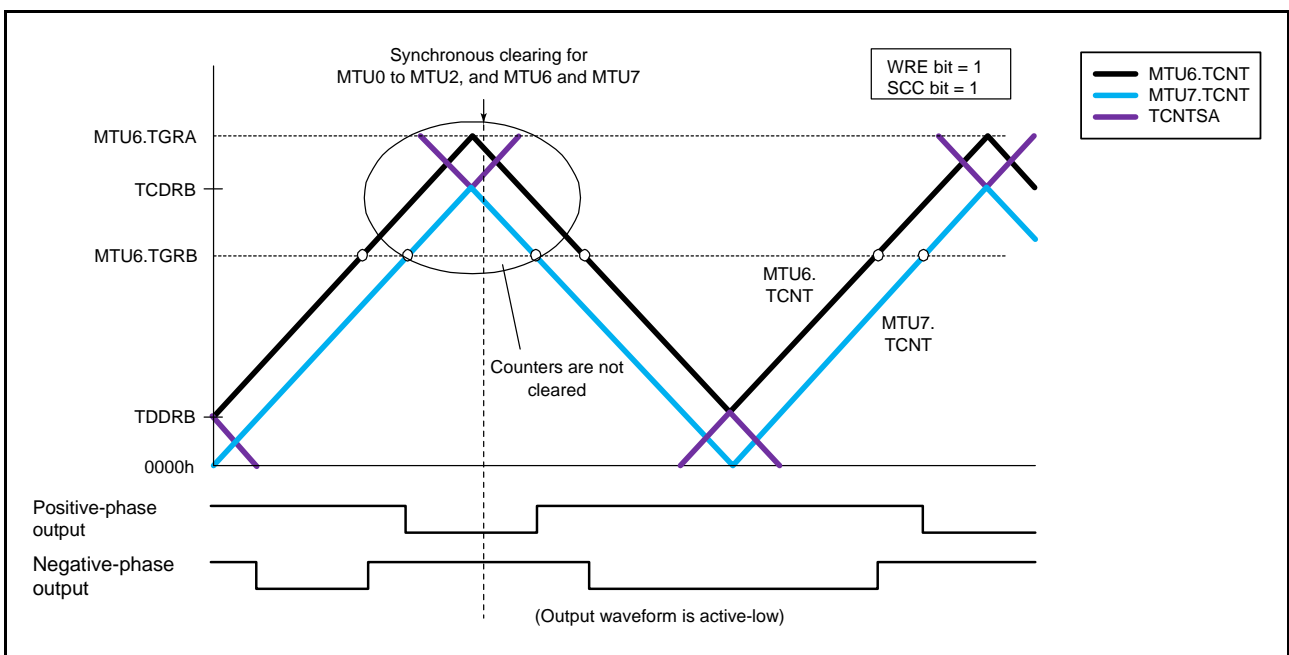 Synchronous clearing for
MTU0 to MTU2, and MTU6 and MTU7
WRE bit = 1
SCC bit = 1
MTU6.TCNT
MTU7.TCNT
TCNTSA
MTU6.TGRA
TCDRB
MTU6.TGRB
MTU6.
TCNT
MTU7.
TCNT
Counters are not
cleared
TDDRB
0000h
Positive-phase
output
Negative-phase
output
(Output waveform is active-low)